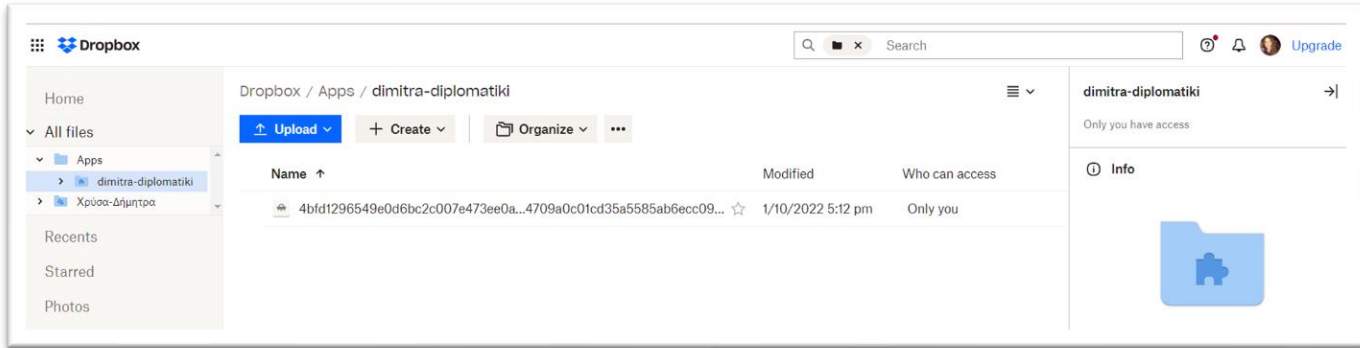 Dropbox
Search
Upgrade
Home
All files
Apps
dimitra-diplomatiki
Χρύσα-Δήμητρα
Recents
Starred
Photos
Dropbox / Apps / dimitra-diplomatiki
Upload
Create
Organize
Name Modified Who can access
4bfd1296549e0d6bc2c007e473ee0a...4709a0c01cd35a5585ab6ecc09... 1/10/2022 5:12 pm Only you
dimitra-diplomatiki
Only you have access
Info